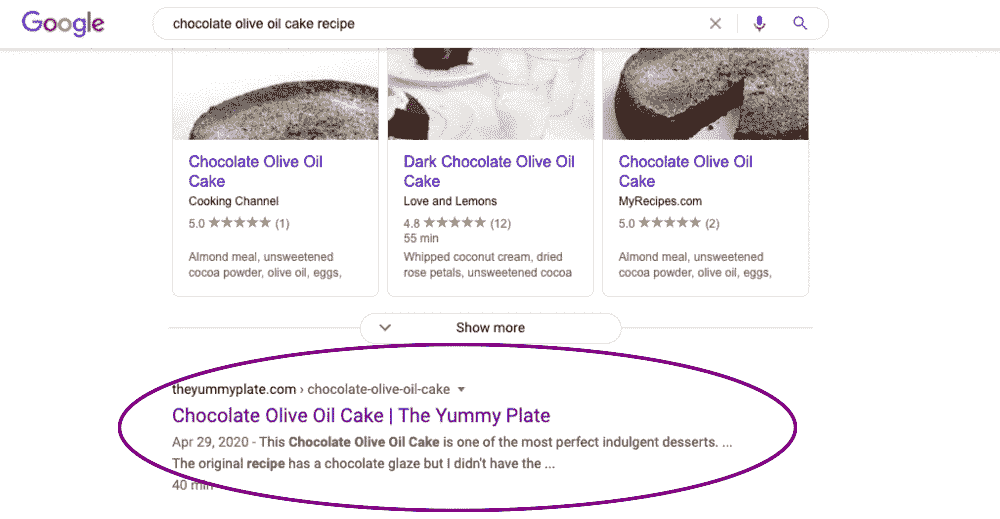 Google
chocolate olive oil cake recipe
Chocolate Olive Oil
Cake
Cooking Channel
5.0 ★★★★★ (1)
Almond meal, unsweetened
cocoa powder, olive oil, eggs,
Dark Chocolate Olive Oil
Cake
Love and Lemons
4.8 ★★★★★ (12)
55 min
Whipped coconut cream, dried
rose petals, unsweetened cocoa
Chocolate Olive Oil
Cake
MyRecipes.com
5.0 ★★★★★ (2)
Almond meal, unsweetened
cocoa powder, olive oil, eggs,
Show more
theyummyplate.com › chocolate-olive-oil-cake
Chocolate Olive Oil Cake | The Yummy Plate
Apr 29, 2020 - This Chocolate Olive Oil Cake is one of the most perfect indulgent desserts. ...
The original recipe has a chocolate glaze but I didn't have the ...
40 min